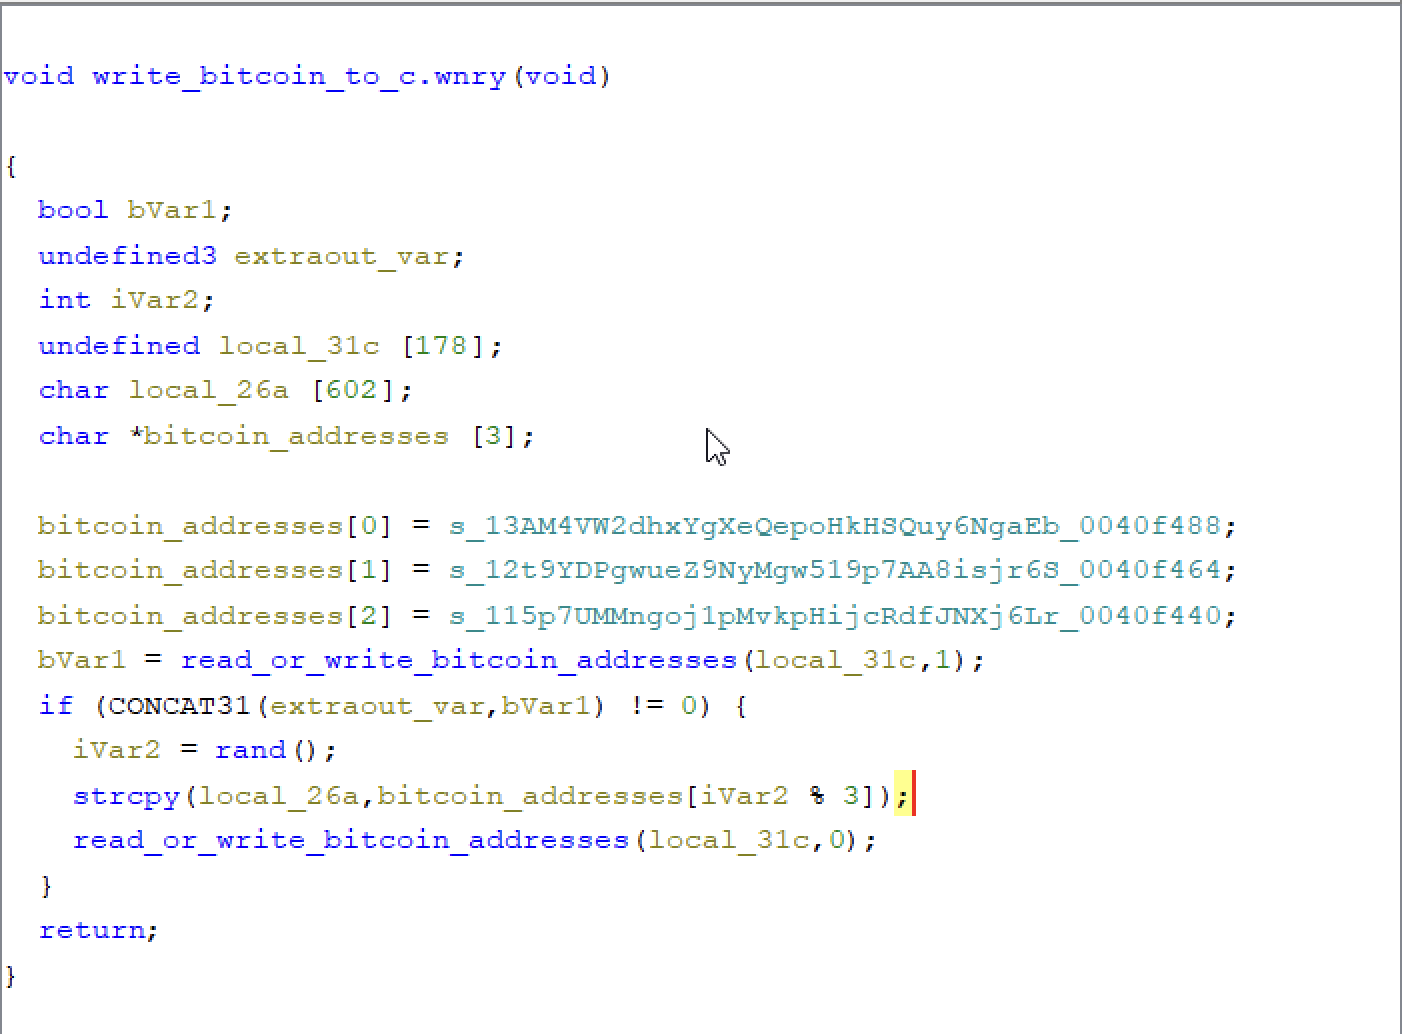 void write_bitcoin_to_c.wnry(void)
{
bool bVar1;
undefined3 extraout_var;
int iVar2;
undefined local_31c [178];
char local_26a [602];
char *bitcoin_addresses [3];
bitcoin_addresses[0] = s_13AM4VW2dhxYgXeQepoHkHSQuy6NgaEb_0040f488;
bitcoin_addresses[1] = s_12t9YDPgwueZ9NyMgw519p7AA8isjr6S_0040f464;
bitcoin_addresses[2] = s_115p7UMMngoj1pMvkpHijcRdfJNXj6Lr_0040f440;
bVar1 = read_or_write_bitcoin_addresses(local_31c,1);
if (CONCAT31(extraout_var,bVar1) != 0) {
iVar2 = rand();
strcpy(local_26a,bitcoin_addresses[iVar2 % 3]);
read_or_write_bitcoin_addresses(local_31c,0);
}
return;
}